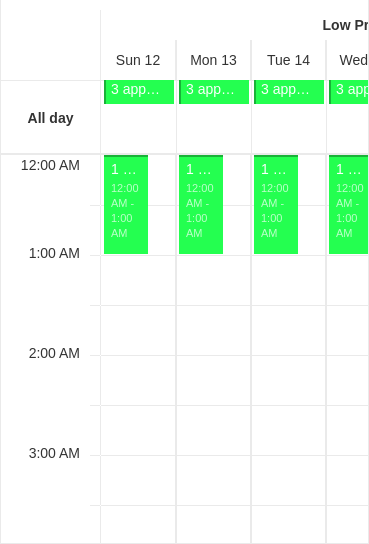 Low Pr
Sun 12 Mon 13 Tue 14 Wed
3 app… 3 app… 3 app… 3 app
All day
12:00 AM
1 … 1 … 1 … 1 …
12:00 12:00 12:00 12:00
AM - AM - AM - AM -
1:00 1:00 1:00 1:00
AM AM AM AM
1:00 AM
2:00 AM
3:00 AM